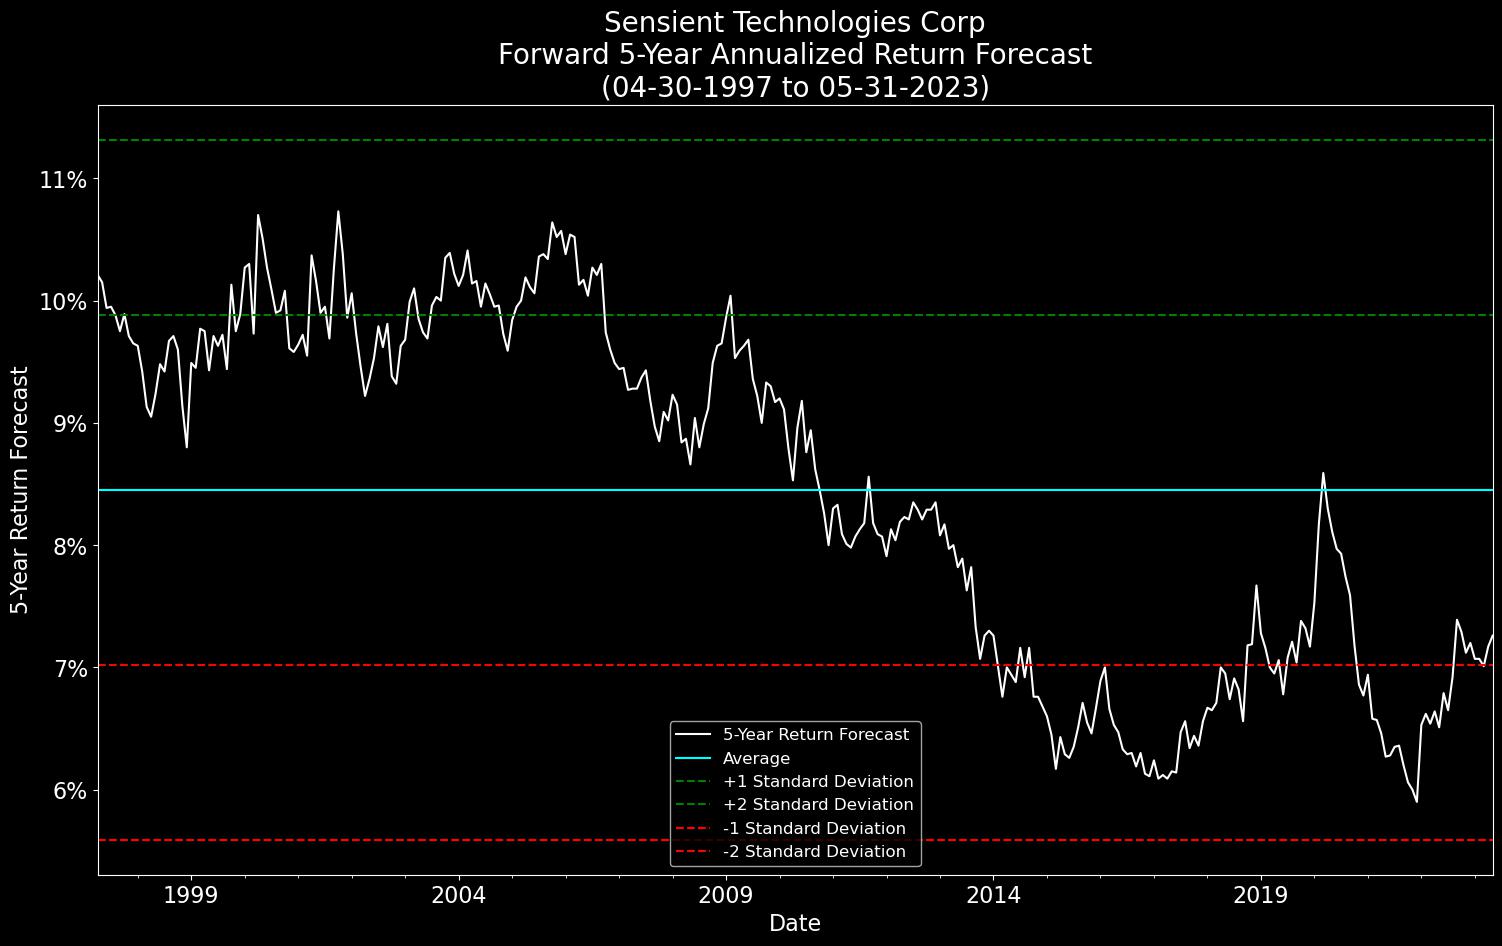 Sensient Technologies Corp
Forward 5-Year Annualized Return Forecast
(04-30-1997 to 05-31-2023)
5-Year Return Forecast
11%
10%
9%
8%
7%
6%
5-Year Return Forecast
Average
+1 Standard Deviation
+2 Standard Deviation
-1 Standard Deviation
-2 Standard Deviation
1999 2004 2009 2014 2019
Date